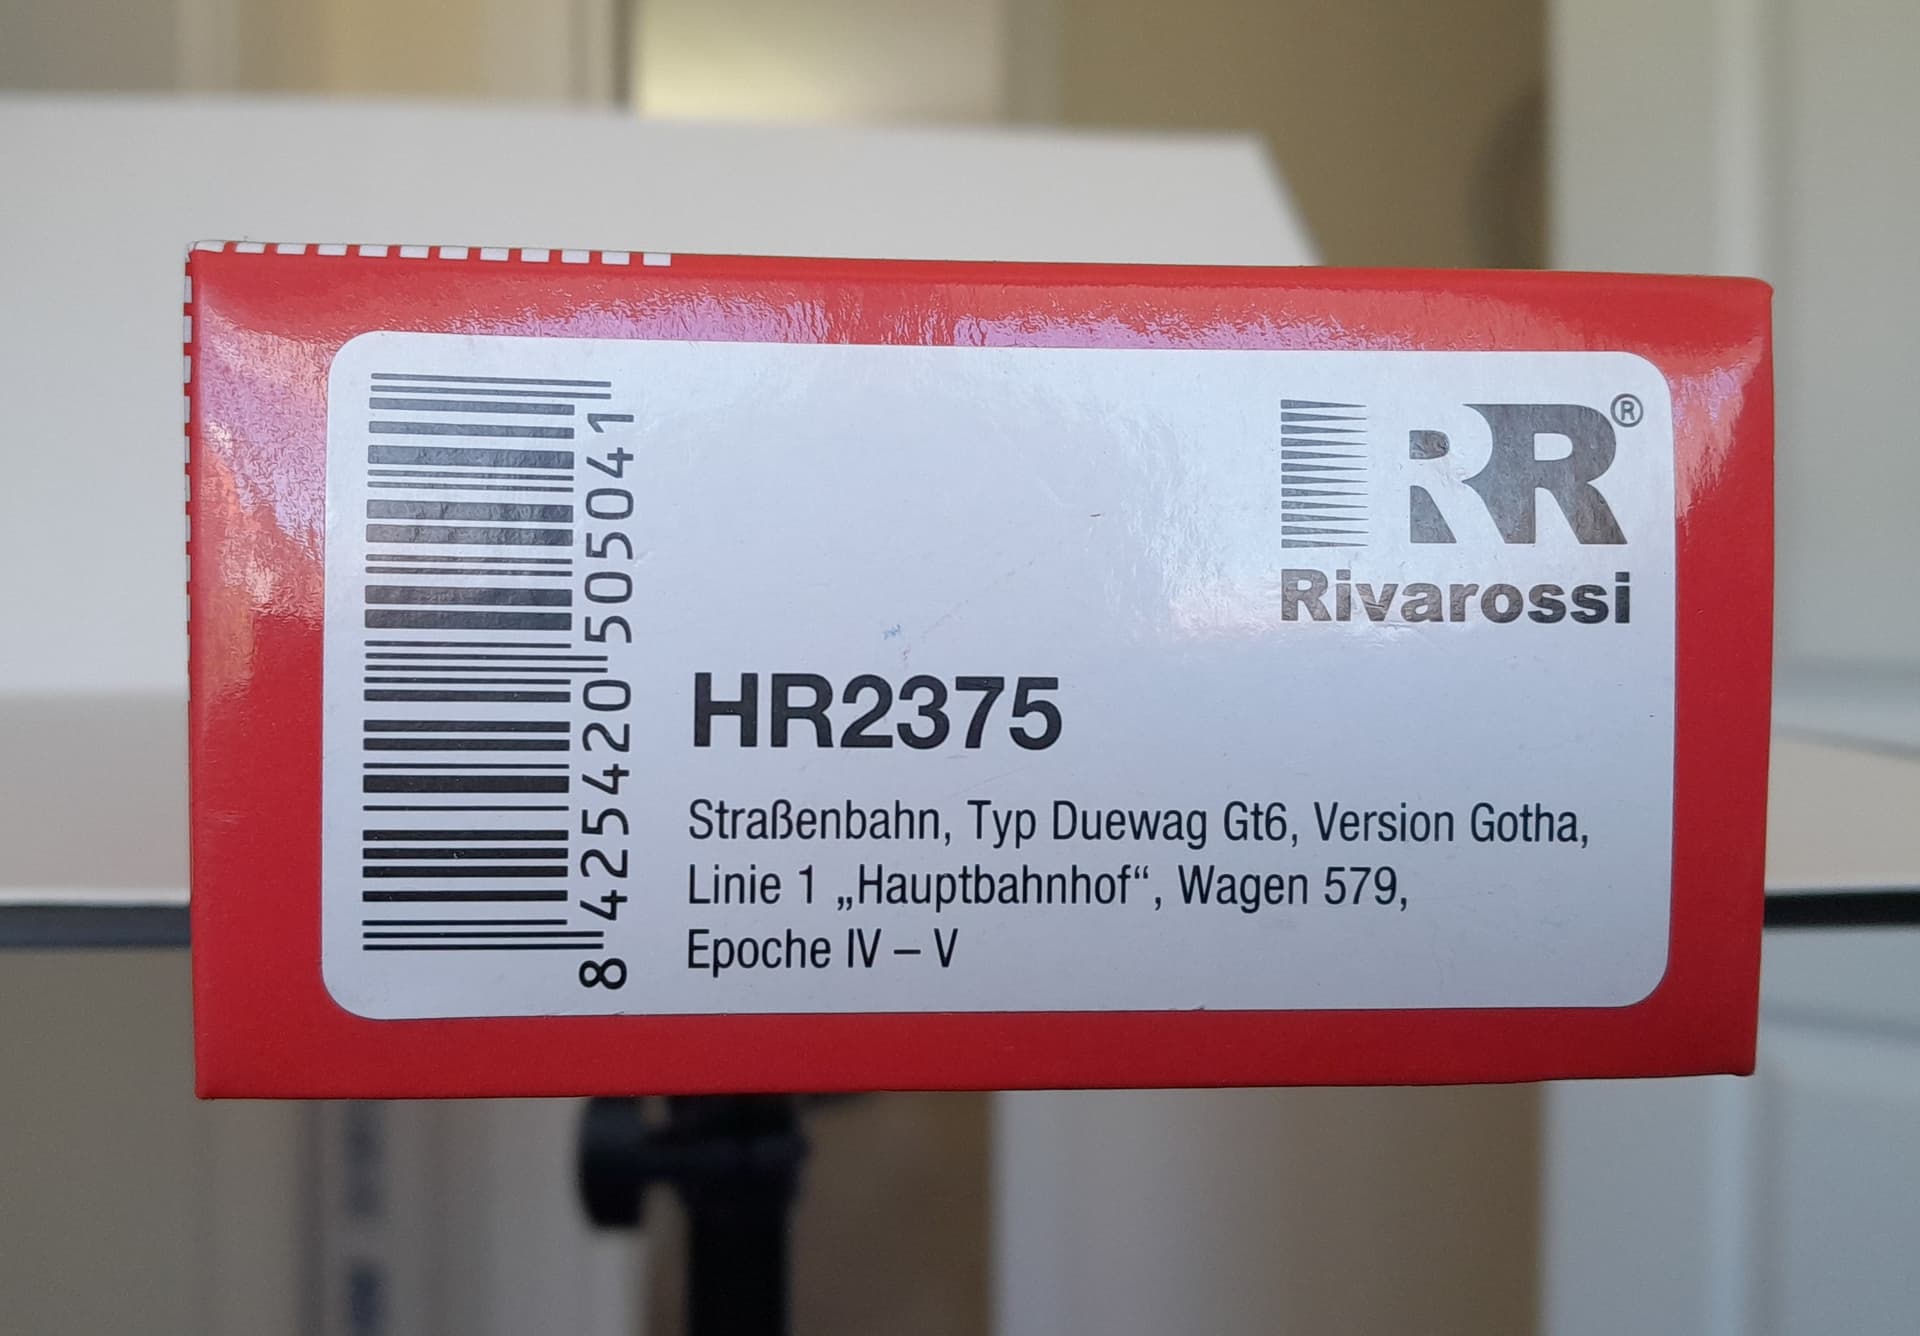 8 425420 505041
RR®
Rivarossi
HR2375
Straßenbahn, Typ Duewag Gt6, Version Gotha,
Linie 1 „Hauptbahnhof“, Wagen 579,
Epoche IV – V